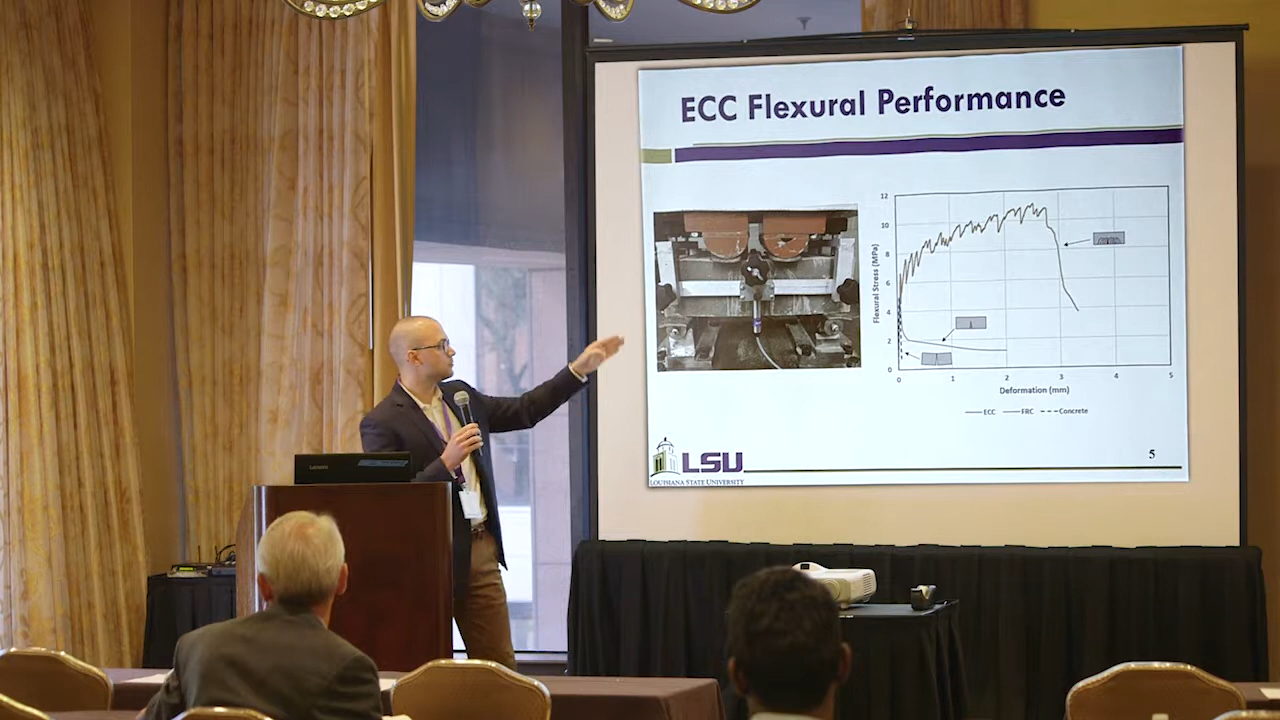 ECC Flexural Performance
12
10
8
6
4
2
0
Flexural Stress (MPa)
0 1 2 3 4 5
Deformation (mm)
ECC FRC Concrete
LSU
LOUISIANA STATE UNIVERSITY
5
Lenovo